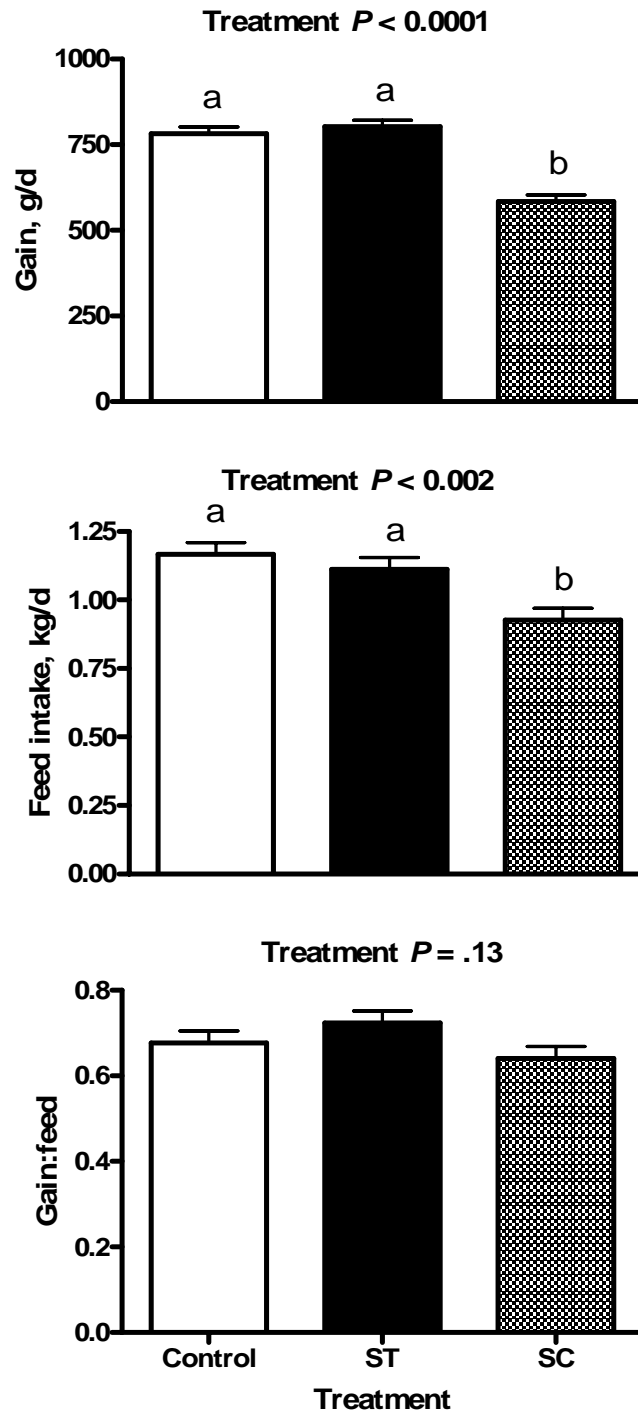 Treatment P < 0.0001
1000
750
500
250
0
Gain, g/d
a
a
b
Treatment P < 0.002
1.25
1.00
0.75
0.50
0.25
0.00
Feed intake, kg/d
a
a
b
Treatment P = .13
0.8
0.6
0.4
0.2
0.0
Gain:feed
Control ST SC
Treatment